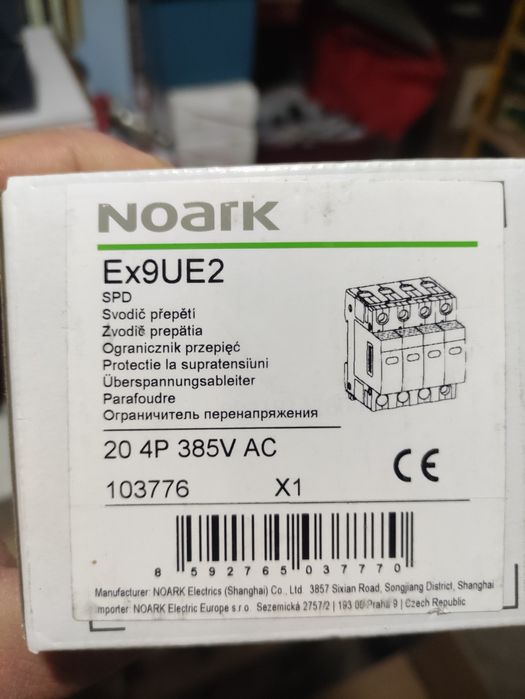 NOARK
Ex9UE2
SPD
Svodič přepětí
Zvodič prepätia
Ogranicznik przepięć
Protectie la supratensiuni
Überspannungsableiter
Parafoudre
Ограничитель перенапряжения
20 4P 385V AC
103776 X1
CE
8 592765 037770
Manufacturer: NOARK Electrics (Shanghai) Co., Ltd. 3857 Sixian Road, Songjiang District, Shanghai
mporter: NOARK Electric Europe s.r.o. Sezemická 2757/2 | 193 00 Praha 9 | Czech Republic